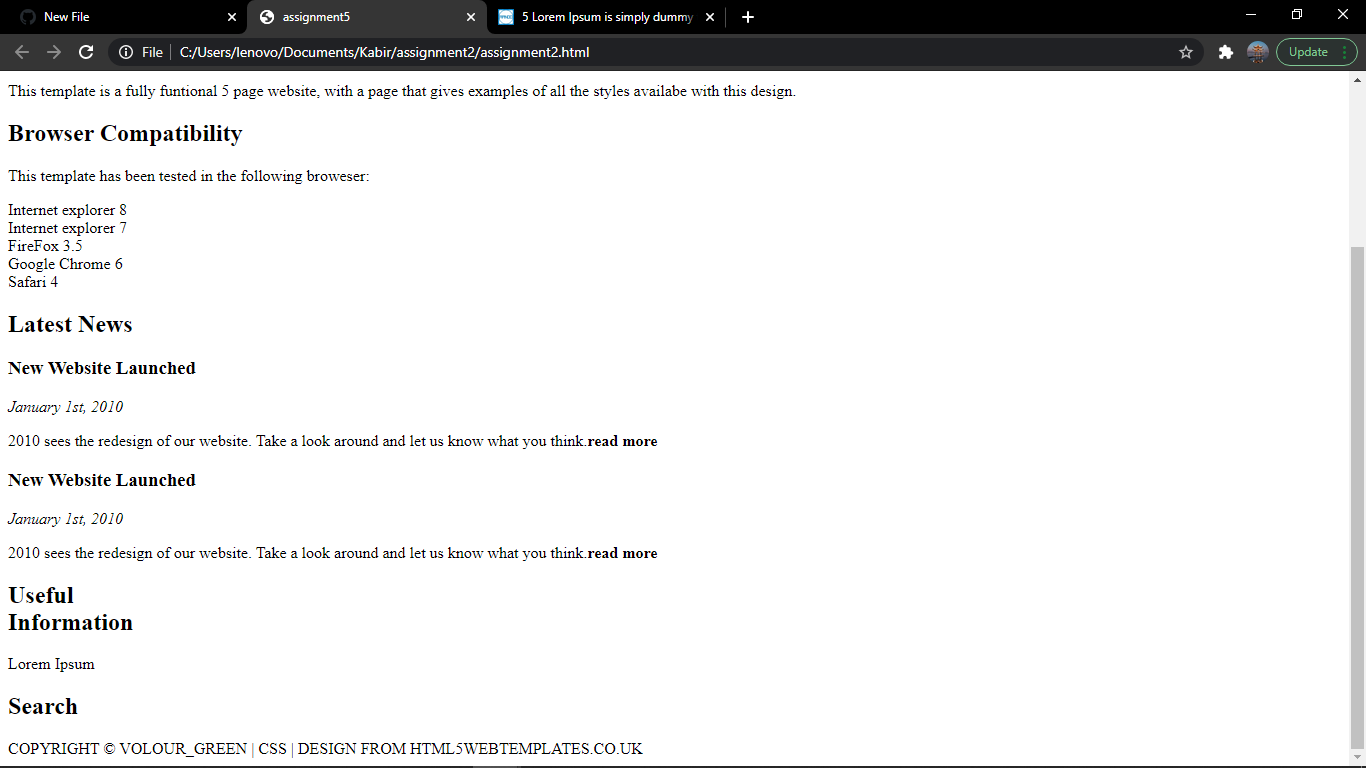 New File
assignment5
5 Lorem Ipsum is simply dummy
File
C:/Users/lenovo/Documents/Kabir/assignment2/assignment2.html
Update
This template is a fully funtional 5 page website, with a page that gives examples of all the styles availabe with this design.
Browser Compatibility
This template has been tested in the following broweser:
Internet explorer 8
Internet explorer 7
FireFox 3.5
Google Chrome 6
Safari 4
Latest News
New Website Launched
January 1st, 2010
2010 sees the redesign of our website. Take a look around and let us know what you think.read more
New Website Launched
January 1st, 2010
2010 sees the redesign of our website. Take a look around and let us know what you think.read more
Useful
Information
Lorem Ipsum
Search
COPYRIGHT © VOLOUR_GREEN | CSS | DESIGN FROM HTML5WEBTEMPLATES.CO.UK